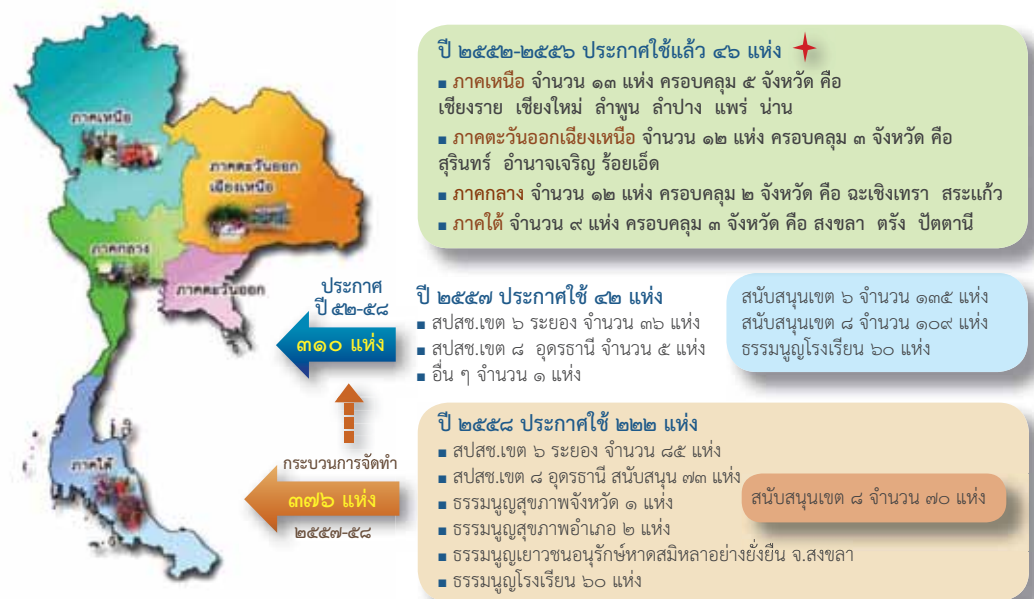 ภาคเหนือ
ภาคตะวันออก
เฉียงเหนือ
ภาคกลาง
ภาคตะวันออก
ภาคใต้
ปี ๒๕๕๒-๒๕๕๖ ประกาศใช้แล้ว ๔๖ แห่ง
ภาคเหนือ จำนวน ๑๓ แห่ง ครอบคลุม ๕ จังหวัด คือ
เชียงราย เชียงใหม่ ลำพูน ลำปาง แพร่ น่าน
ภาคตะวันออกเฉียงเหนือ จำนวน ๑๒ แห่ง ครอบคลุม ๓ จังหวัด คือ
สุรินทร์ อำนาจเจริญ ร้อยเอ็ด
ภาคกลาง จำนวน ๑๒ แห่ง ครอบคลุม ๒ จังหวัด คือ ฉะเชิงเทรา สระแก้ว
ภาคใต้ จำนวน ๙ แห่ง ครอบคลุม ๓ จังหวัด คือ สงขลา ตรัง ปัตตานี
ประกาศ
ปี ๕๒-๕๘
๓๑๐ แห่ง
ปี ๒๕๕๗ ประกาศใช้ ๔๒ แห่ง
สปสช.เขต ๖ ระยอง จำนวน ๓๖ แห่ง
สปสช.เขต ๘ อุดรธานี จำนวน ๕ แห่ง
อื่น ๆ จำนวน ๑ แห่ง
สนับสนุนเขต ๖ จำนวน ๑๓๕ แห่ง
สนับสนุนเขต ๘ จำนวน ๑๐๙ แห่ง
ธรรมนูญโรงเรียน ๖๐ แห่ง
กระบวนการจัดทำ
๓๗๖ แห่ง
๒๕๕๗-๕๘
ปี ๒๕๕๘ ประกาศใช้ ๒๒๒ แห่ง
สปสช.เขต ๖ ระยอง จำนวน ๘๕ แห่ง
สปสช.เขต ๘ อุดรธานี สนับสนุน ๗๓ แห่ง
ธรรมนูญสุขภาพจังหวัด ๑ แห่ง
ธรรมนูญสุขภาพอำเภอ ๒ แห่ง
ธรรมนูญเยาวชนอนุรักษ์หาดสมิหลาอย่างยั่งยืน จ.สงขลา
ธรรมนูญโรงเรียน ๖๐ แห่ง
สนับสนุนเขต ๘ จำนวน ๗๐ แห่ง